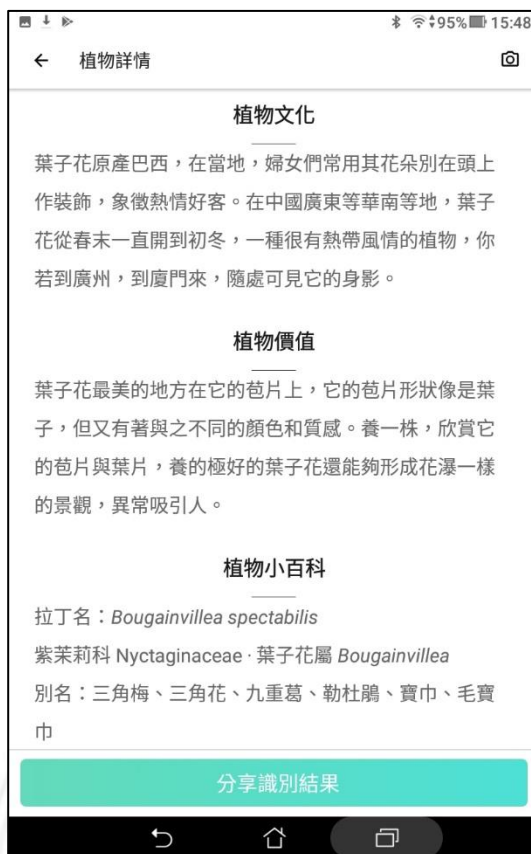 95% 15:48
植物詳情
植物文化
葉子花原產巴西，在當地，婦女們常用其花朵別在頭上
作裝飾，象徵熱情好客。在中國廣東等華南等地，葉子
花從春末一直開到初冬，一種很有熱帶風情的植物，你
若到廣州，到廈門來，隨處可見它的身影。
植物價值
葉子花最美的地方在它的苞片上，它的苞片形狀像是葉
子，但又有著與之不同的顏色和質感。養一株，欣賞它
的苞片與葉片，養的極好的葉子花還能夠形成花瀑一樣
的景觀，異常吸引人。
植物小百科
拉丁名：Bougainvillea spectabilis
紫茉莉科 Nyctaginaceae · 葉子花屬 Bougainvillea
別名：三角梅、三角花、九重葛、勒杜鵑、寶巾、毛寶
巾
分享識別結果